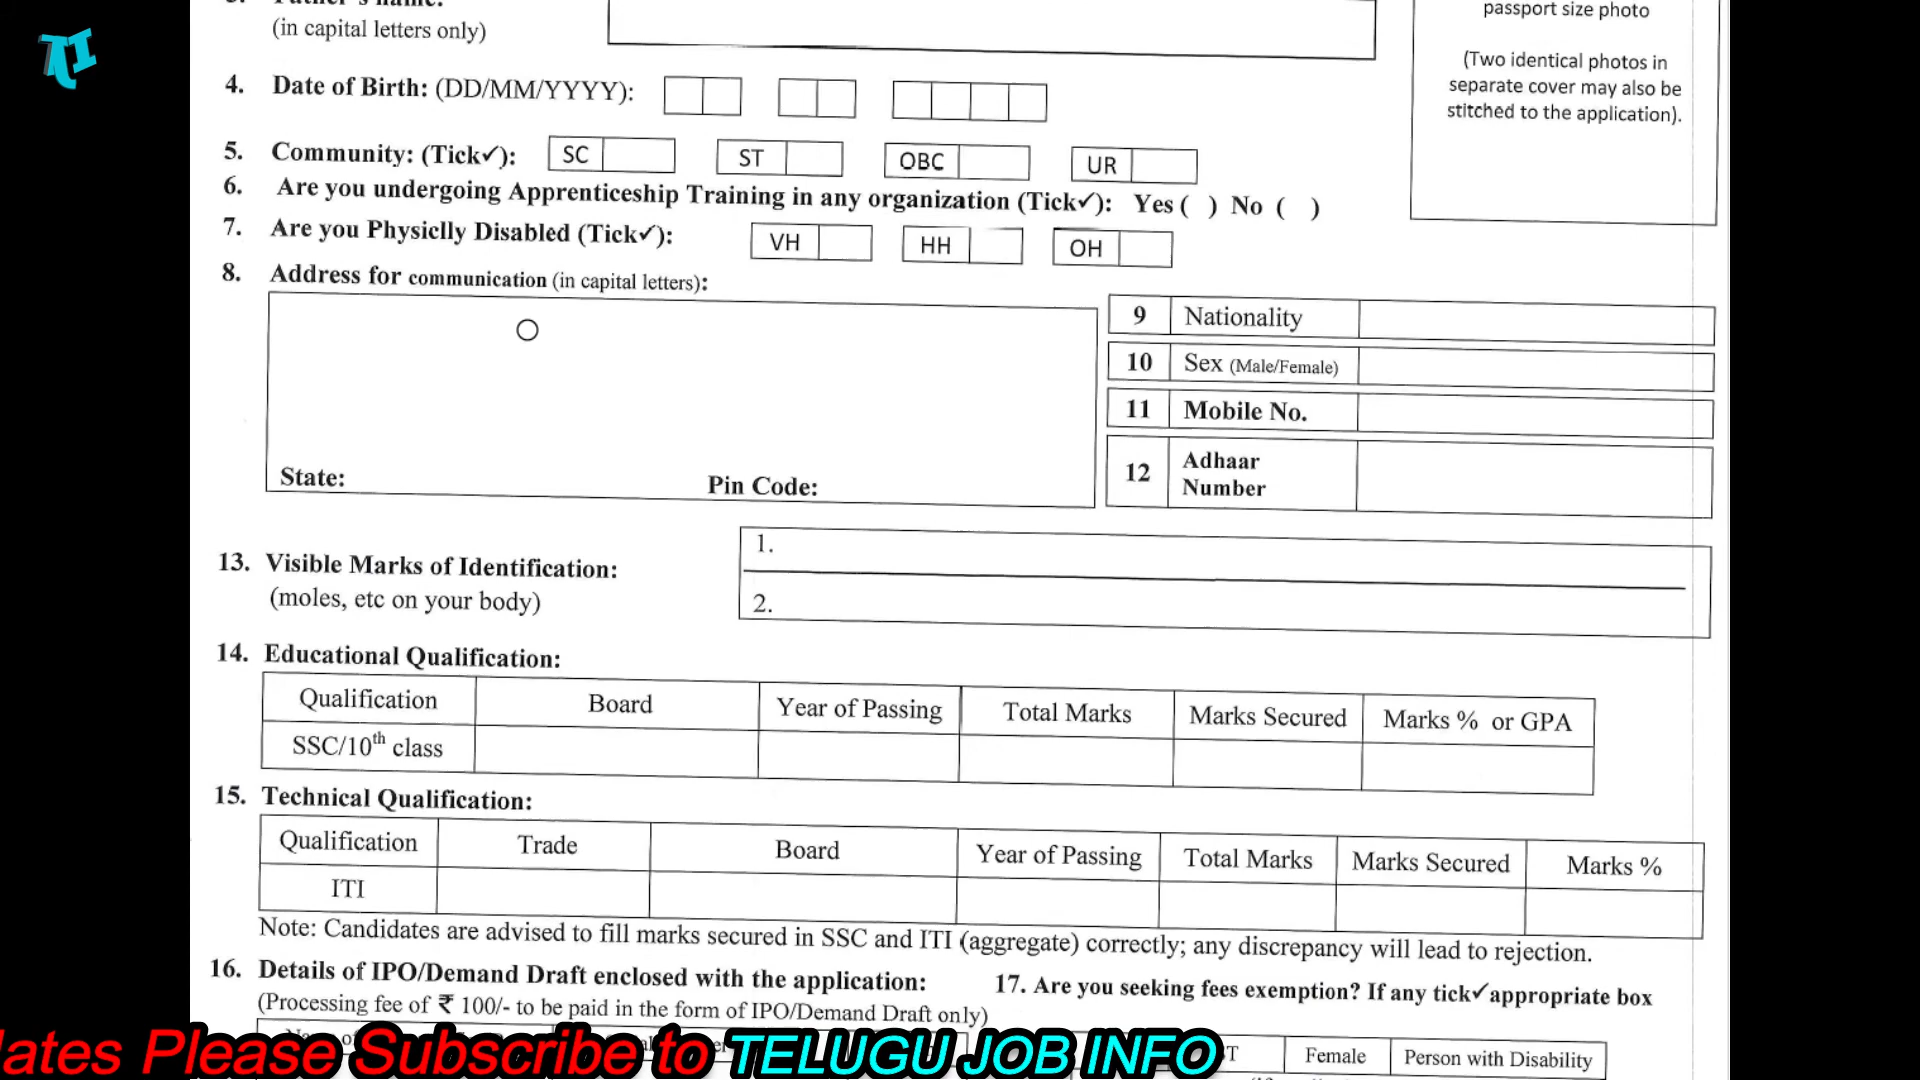 (in capital letters only)
passport size photo
(Two identical photos in
separate cover may also be
stitched to the application).
4. Date of Birth: (DD/MM/YYYY):
5. Community: (Tick✓): SC ST OBC UR
6. Are you undergoing Apprenticeship Training in any organization (Tick✓): Yes ( ) No ( )
7. Are you Physiclly Disabled (Tick✓): VH HH OH
8. Address for communication (in capital letters):
State: Pin Code:
9 Nationality
10 Sex (Male/Female)
11 Mobile No.
12 Adhaar
Number
13. Visible Marks of Identification:
(moles, etc on your body)
1.
2.
14. Educational Qualification:
Qualification Board Year of Passing Total Marks Marks Secured Marks % or GPA
SSC/10th class
15. Technical Qualification:
Qualification Trade Board Year of Passing Total Marks Marks Secured Marks %
ITI
Note: Candidates are advised to fill marks secured in SSC and ITI (aggregate) correctly; any discrepancy will lead to rejection.
16. Details of IPO/Demand Draft enclosed with the application:
(Processing fee of ₹ 100/- to be paid in the form of IPO/Demand Draft only)
17. Are you seeking fees exemption? If any tick✓appropriate box
Female Person with Disability
Please Subscribe to TELUGU JOB INFO